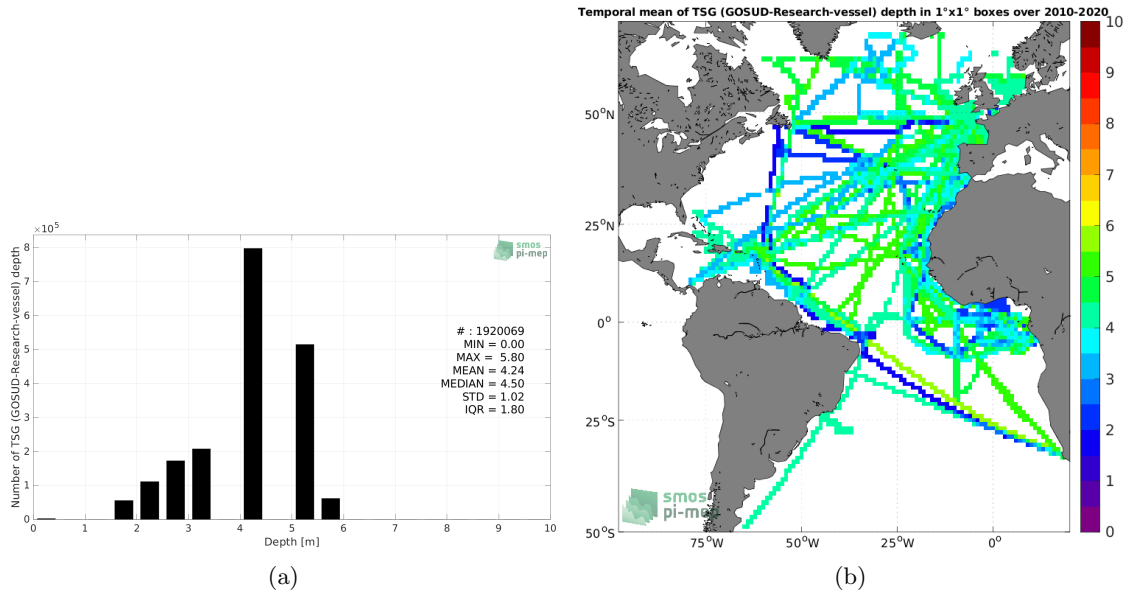 Temporal mean of TSG (GOSUD-Research-vessel) depth in 1°x1° boxes over 2010-2020
×10⁵
8
7
6
5
4
3
2
1
0
Number of TSG (GOSUD-Research-vessel) depth
smos
pi-mep
# : 1920069
MIN = 0.00
MAX = 5.80
MEAN = 4.24
MEDIAN = 4.50
STD = 1.02
IQR = 1.80
0 1 2 3 4 5 6 7 8 9 10
Depth [m]
(a)
50°N
25°N
0°
25°S
50°S
75°W 50°W 25°W 0°
smos
pi-mep
10
9
8
7
6
5
4
3
2
1
0
(b)